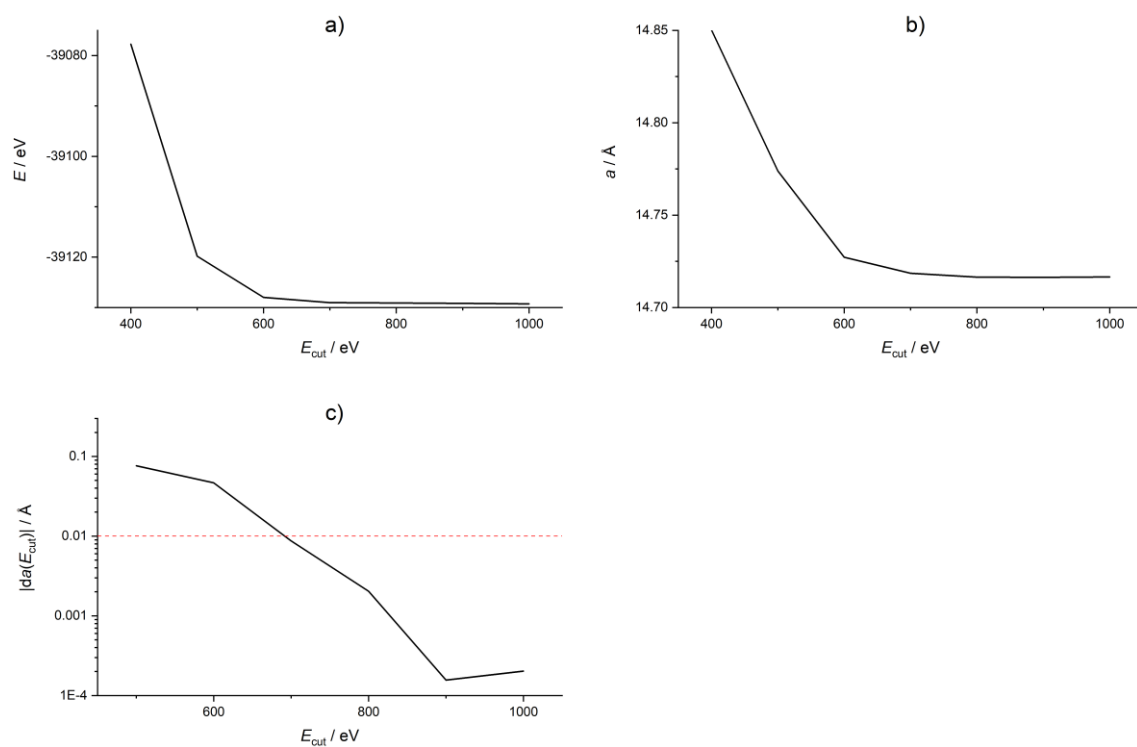 a)
-39080
-39100
-39120
E / eV
400
600
800
1000
E_cut / eV
b)
14.85
14.80
14.75
14.70
a / Å
400
600
800
1000
E_cut / eV
c)
0.1
0.01
0.001
1E-4
|da(E_cut)| / Å
600
800
1000
E_cut / eV